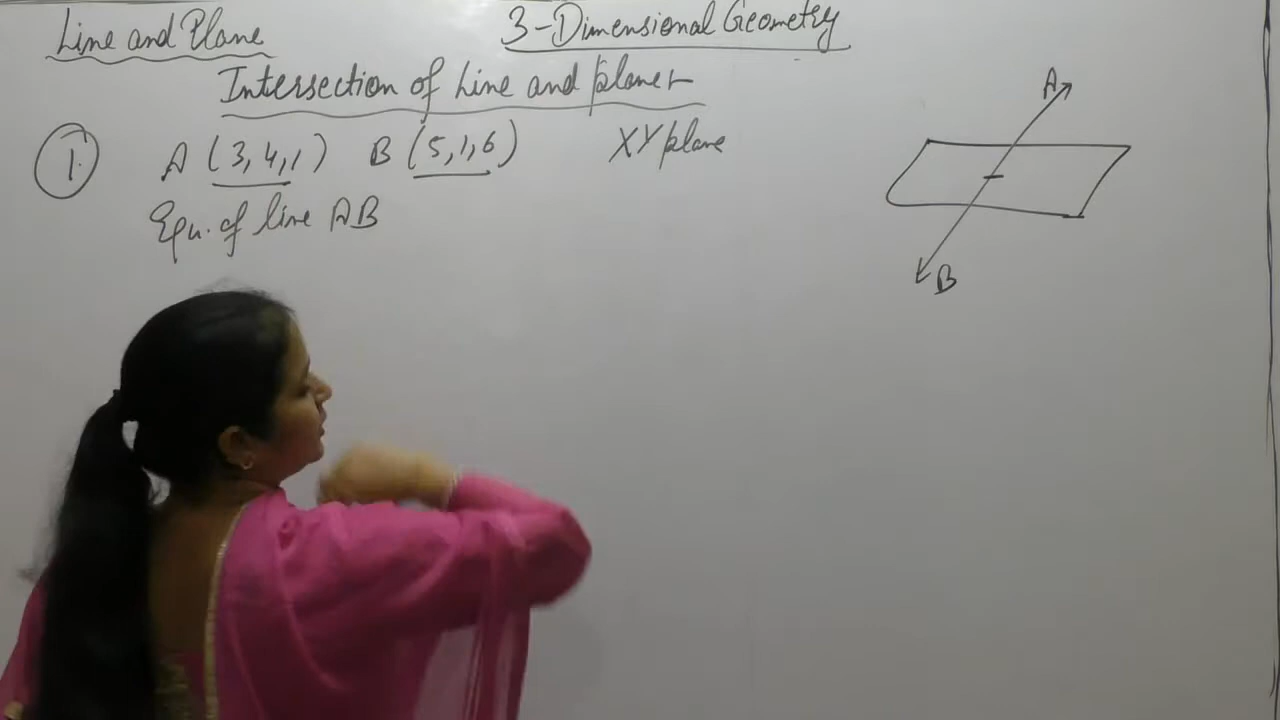 Line and Plane
3-Dimensional Geometry
Intersection of Line and planer
1. A (3, 4, 1) B (5, 1, 6) XY plane
Equ. of line AB
A
B